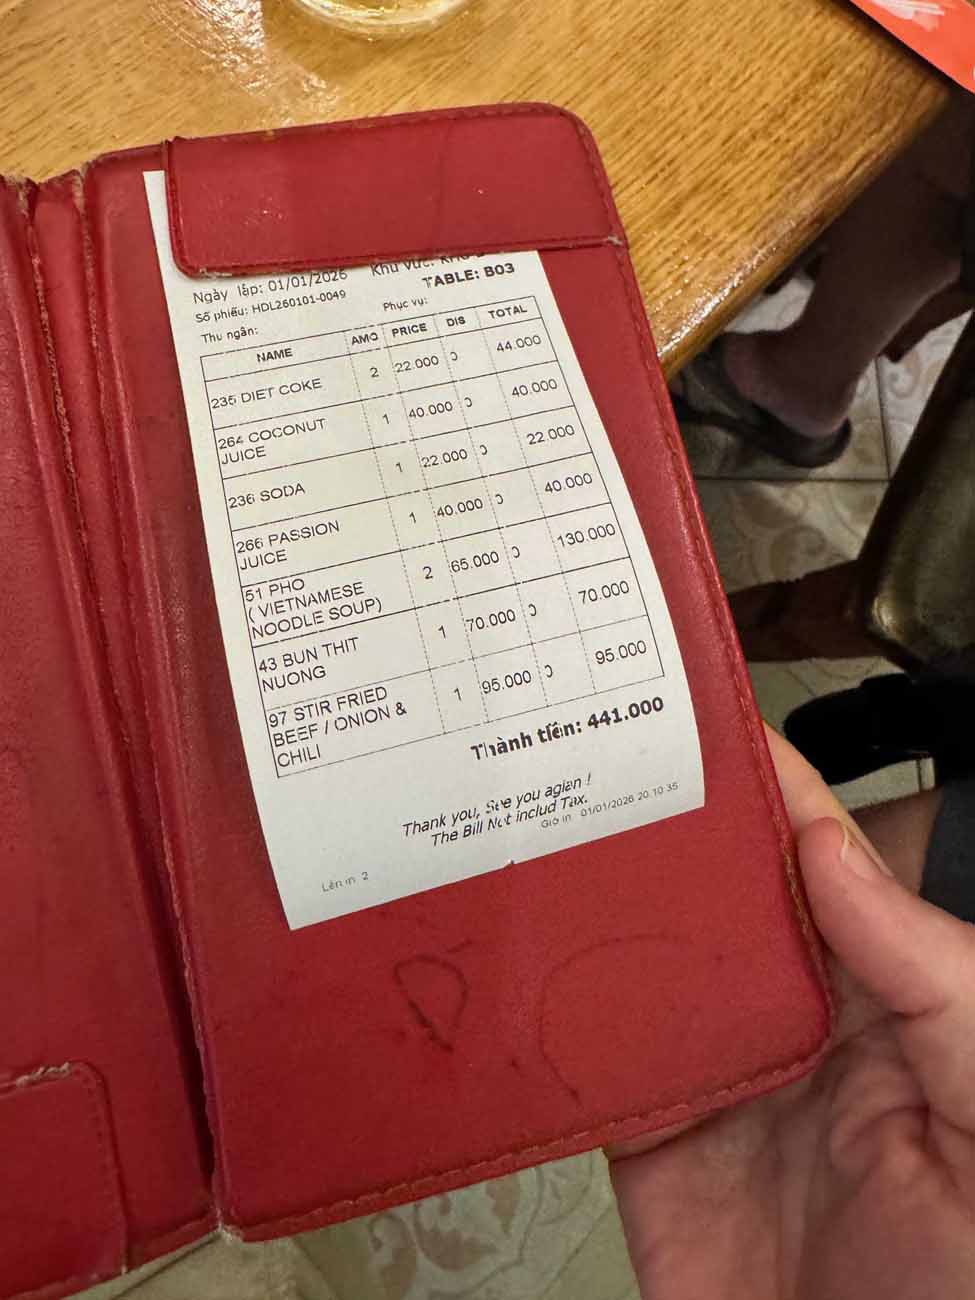 Ngày lập: 01/01/2026 Khu vực:
Số phiếu: HDL260101-0049 TABLE: B03
Thu ngân: Phục vụ:
NAME AMO PRICE DIS TOTAL
235 DIET COKE 2 22.000 0 44.000
264 COCONUT
JUICE 1 40.000 0 40.000
236 SODA 1 22.000 0 22.000
266 PASSION
JUICE 1 40.000 0 40.000
51 PHO
( VIETNAMESE
NOODLE SOUP) 2 65.000 0 130.000
43 BUN THIT
NUONG 1 70.000 0 70.000
97 STIR FRIED
BEEF / ONION &
CHILI 1 95.000 0 95.000
Thành tiền: 441.000
Thank you, See you agian !
The Bill Not includ Tax.
Giờ in 01/01/2026 20:10:35
Lần in 2